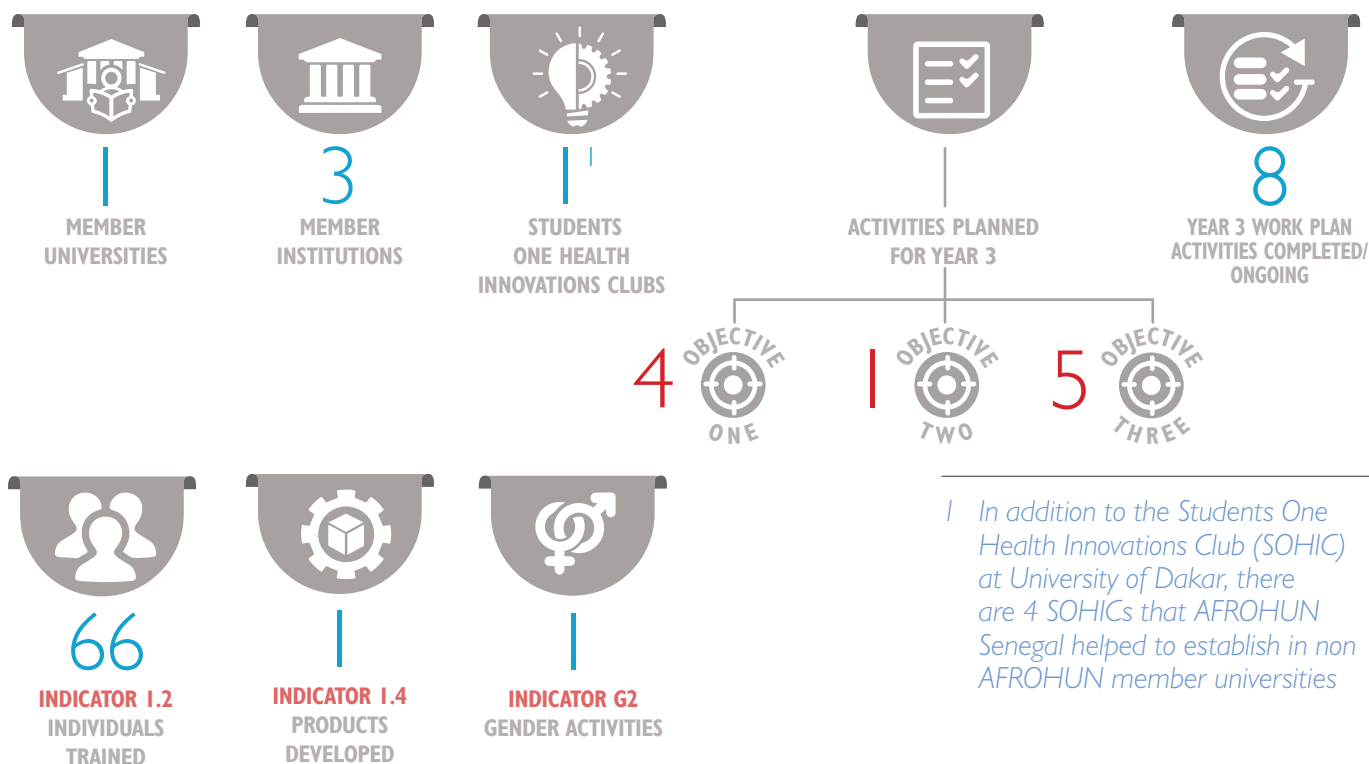 1
MEMBER
UNIVERSITIES
3
MEMBER
INSTITUTIONS
1 1
STUDENTS
ONE HEALTH
INNOVATIONS CLUBS
ACTIVITIES PLANNED
FOR YEAR 3
8
YEAR 3 WORK PLAN
ACTIVITIES COMPLETED/
ONGOING
4
OBJECTIVE
ONE
1
OBJECTIVE
TWO
5
OBJECTIVE
THREE
66
INDICATOR 1.2
INDIVIDUALS
TRAINED
1
INDICATOR 1.4
PRODUCTS
DEVELOPED
1
INDICATOR G2
GENDER ACTIVITIES
1 In addition to the Students One
Health Innovations Club (SOHIC)
at University of Dakar, there
are 4 SOHICs that AFROHUN
Senegal helped to establish in non
AFROHUN member universities